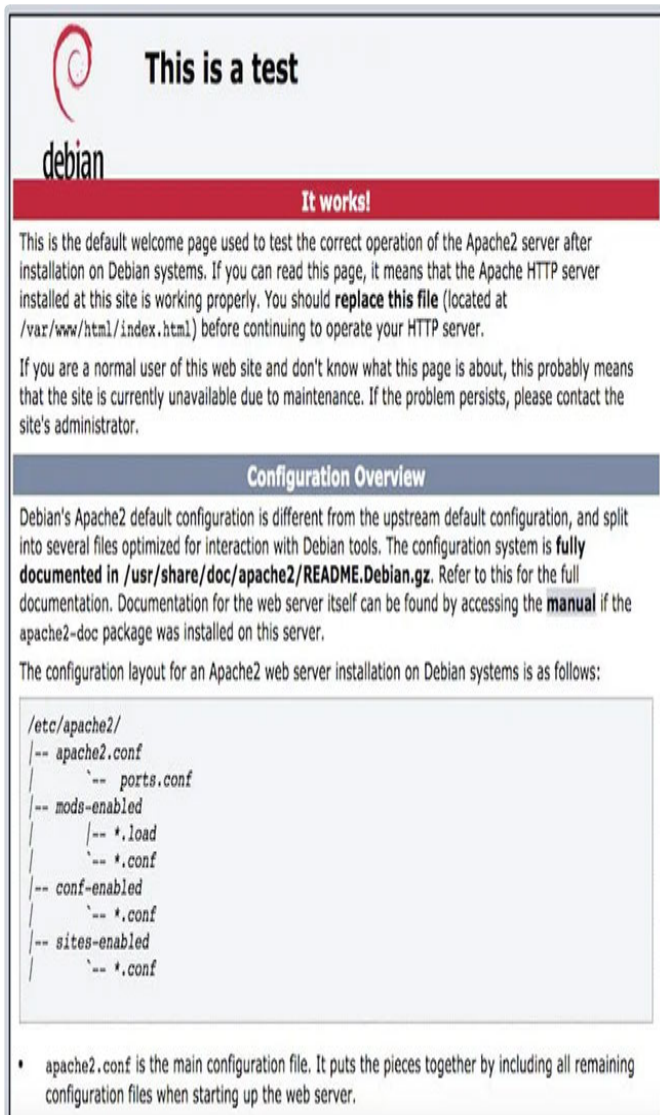 This is a test
debian
It works!
This is the default welcome page used to test the correct operation of the Apache2 server after
installation on Debian systems. If you can read this page, it means that the Apache HTTP server
installed at this site is working properly. You should replace this file (located at
/var/www/html/index.html) before continuing to operate your HTTP server.
If you are a normal user of this web site and don't know what this page is about, this probably means
that the site is currently unavailable due to maintenance. If the problem persists, please contact the
site's administrator.
Configuration Overview
Debian's Apache2 default configuration is different from the upstream default configuration, and split
into several files optimized for interaction with Debian tools. The configuration system is fully
documented in /usr/share/doc/apache2/README.Debian.gz. Refer to this for the full
documentation. Documentation for the web server itself can be found by accessing the manual if the
apache2-doc package was installed on this server.
The configuration layout for an Apache2 web server installation on Debian systems is as follows:
/etc/apache2/
|-- apache2.conf
|       `--  ports.conf
|-- mods-enabled
|       |-- *.load
|       `-- *.conf
|-- conf-enabled
|       `-- *.conf
|-- sites-enabled
|       `-- *.conf
• apache2.conf is the main configuration file. It puts the pieces together by including all remaining
configuration files when starting up the web server.